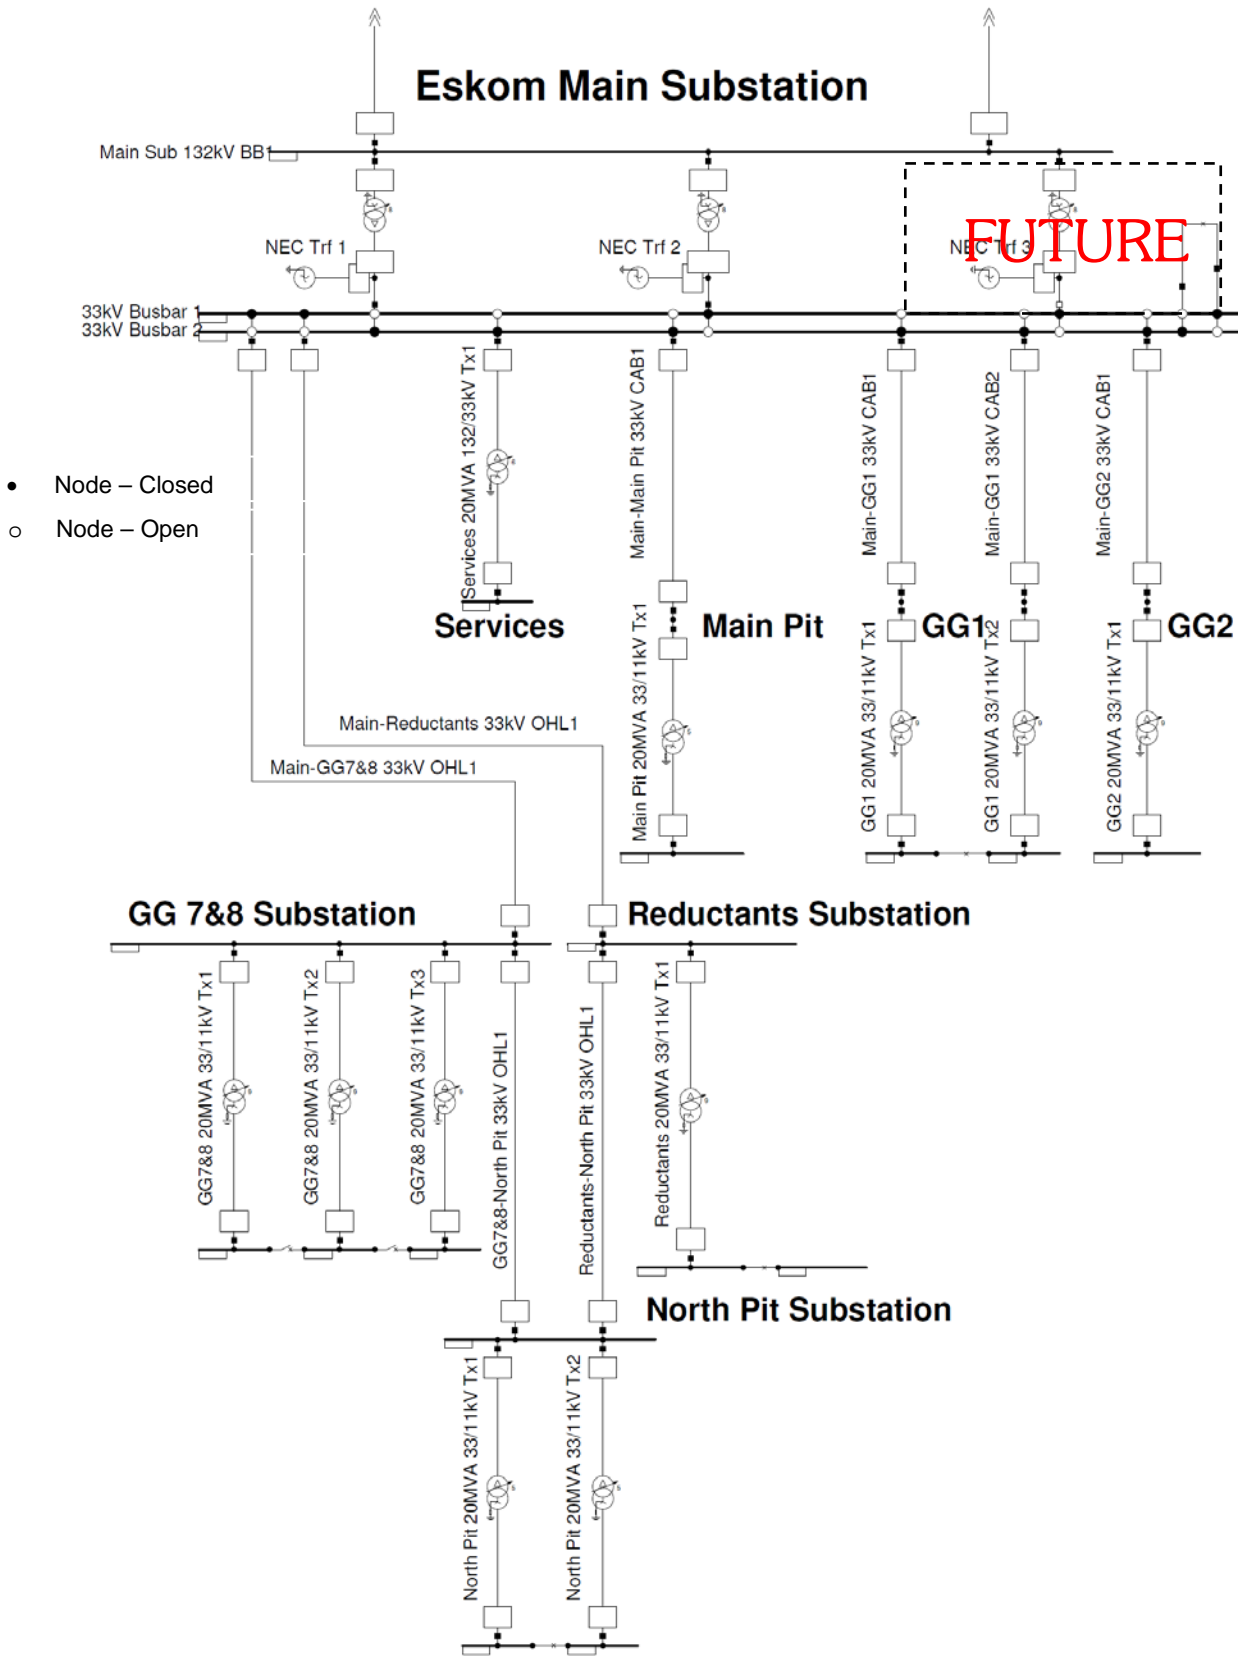 Eskom Main Substation
Main Sub 132kV BB1
NEC Trf 1
NEC Trf 2
NEC Trf 3
FUTURE
33kV Busbar 1
33kV Busbar 2
Services 20MVA 132/33kV Tx1
Main-Main Pit 33kV CAB1
Main-GG1 33kV CAB1
Main-GG1 33kV CAB2
Main-GG2 33kV CAB1
• Node – Closed
o Node – Open
Services
Main Pit
GG1
GG2
Main Pit 20MVA 33/11kV Tx1
GG1 20MVA 33/11kV Tx1
GG1 20MVA 33/11kV Tx2
GG2 20MVA 33/11kV Tx1
Main-Reductants 33kV OHL1
Main-GG7&8 33kV OHL1
GG 7&8 Substation
Reductants Substation
GG7&8 20MVA 33/11kV Tx1
GG7&8 20MVA 33/11kV Tx2
GG7&8 20MVA 33/11kV Tx3
GG7&8-North Pit 33kV OHL1
Reductants-North Pit 33kV OHL1
Reductants 20MVA 33/11kV Tx1
North Pit Substation
North Pit 20MVA 33/11kV Tx1
North Pit 20MVA 33/11kV Tx2